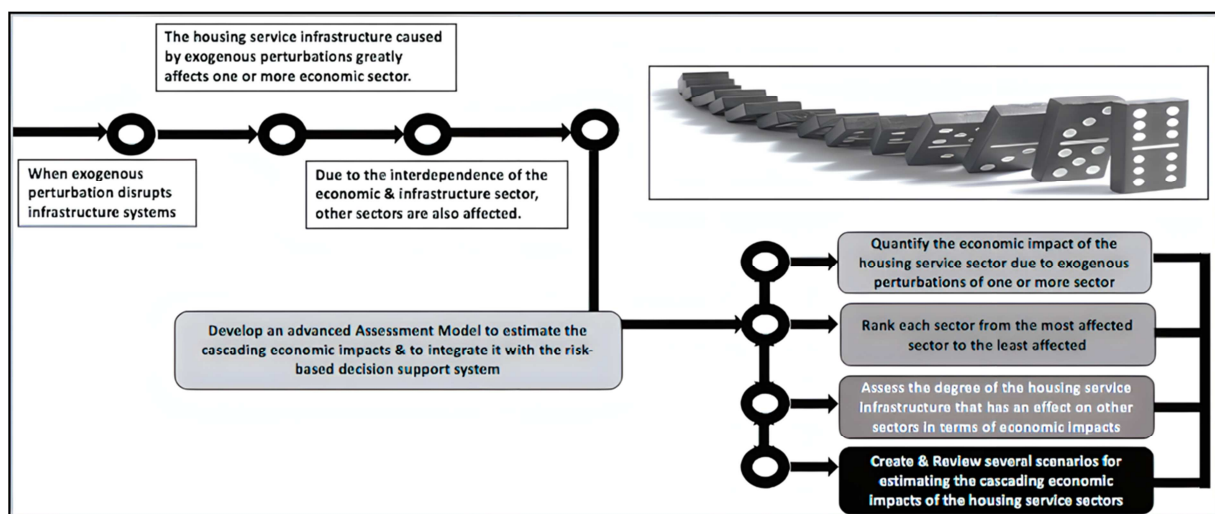 The housing service infrastructure caused
by exogenous perturbations greatly
affects one or more economic sector.
When exogenous
perturbation disrupts
infrastructure systems
Due to the interdependence of the
economic & infrastructure sector,
other sectors are also affected.
Develop an advanced Assessment Model to estimate the
cascading economic impacts & to integrate it with the risk-
based decision support system
Quantify the economic impact of the
housing service sector due to exogenous
perturbations of one or more sector
Rank each sector from the most affected
sector to the least affected
Assess the degree of the housing service
Infrastructure that has an effect on other
sectors in terms of economic impacts
Create & Review several scenarios for
estimating the cascading economic
impacts of the housing service sectors